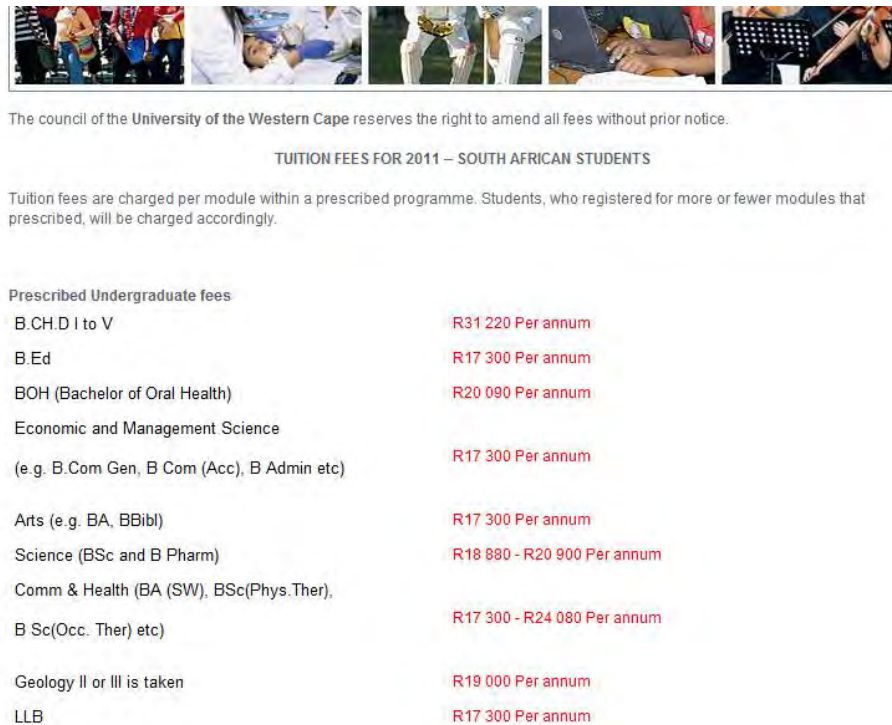 The council of the University of the Western Cape reserves the right to amend all fees without prior notice.
TUITION FEES FOR 2011 – SOUTH AFRICAN STUDENTS
Tuition fees are charged per module within a prescribed programme. Students, who registered for more or fewer modules that
prescribed, will be charged accordingly.
Prescribed Undergraduate fees
B.CH.D I to V R31 220 Per annum
B.Ed R17 300 Per annum
BOH (Bachelor of Oral Health) R20 090 Per annum
Economic and Management Science
(e.g. B.Com Gen, B Com (Acc), B Admin etc) R17 300 Per annum
Arts (e.g. BA, BBibl) R17 300 Per annum
Science (BSc and B Pharm) R18 880 - R20 900 Per annum
Comm & Health (BA (SW), BSc(Phys.Ther),
B Sc(Occ. Ther) etc) R17 300 - R24 080 Per annum
Geology II or III is taken R19 000 Per annum
LLB R17 300 Per annum